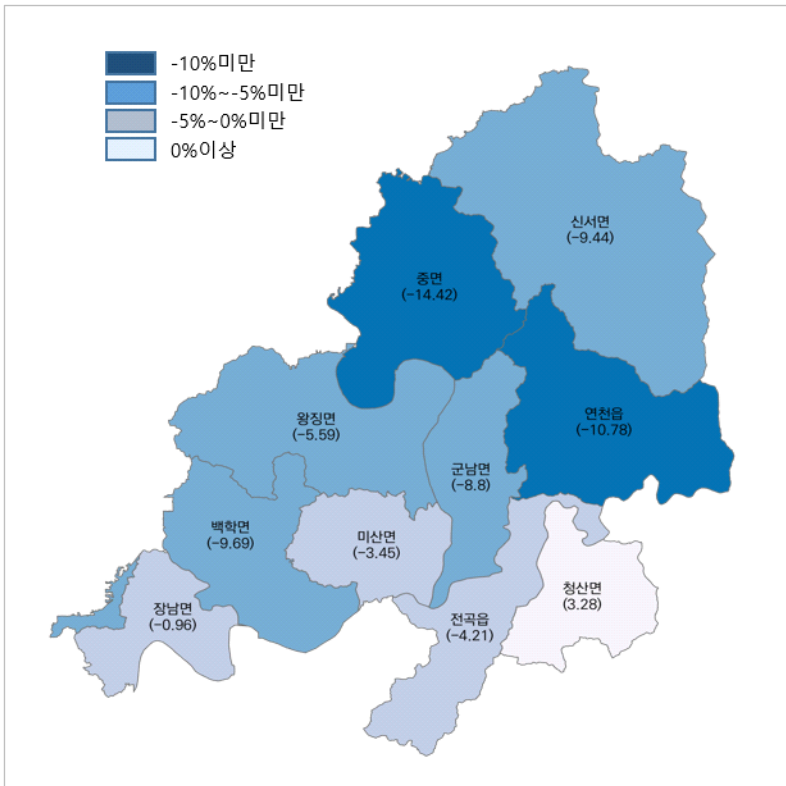 -10%미만
-10%~-5%미만
-5%~0%미만
0%이상
신서면
(-9.44)
중면
(-14.42)
왕징면
(-5.59)
연천읍
(-10.78)
군남면
(-8.8)
백학면
(-9.69)
미산면
(-3.45)
청산면
(3.28)
장남면
(-0.96)
전곡읍
(-4.21)